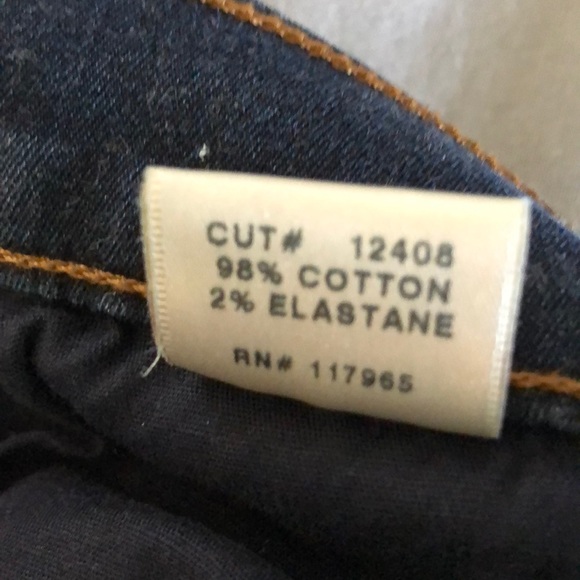 CUT# 12408
98% COTTON
2% ELASTANE
RN# 117965